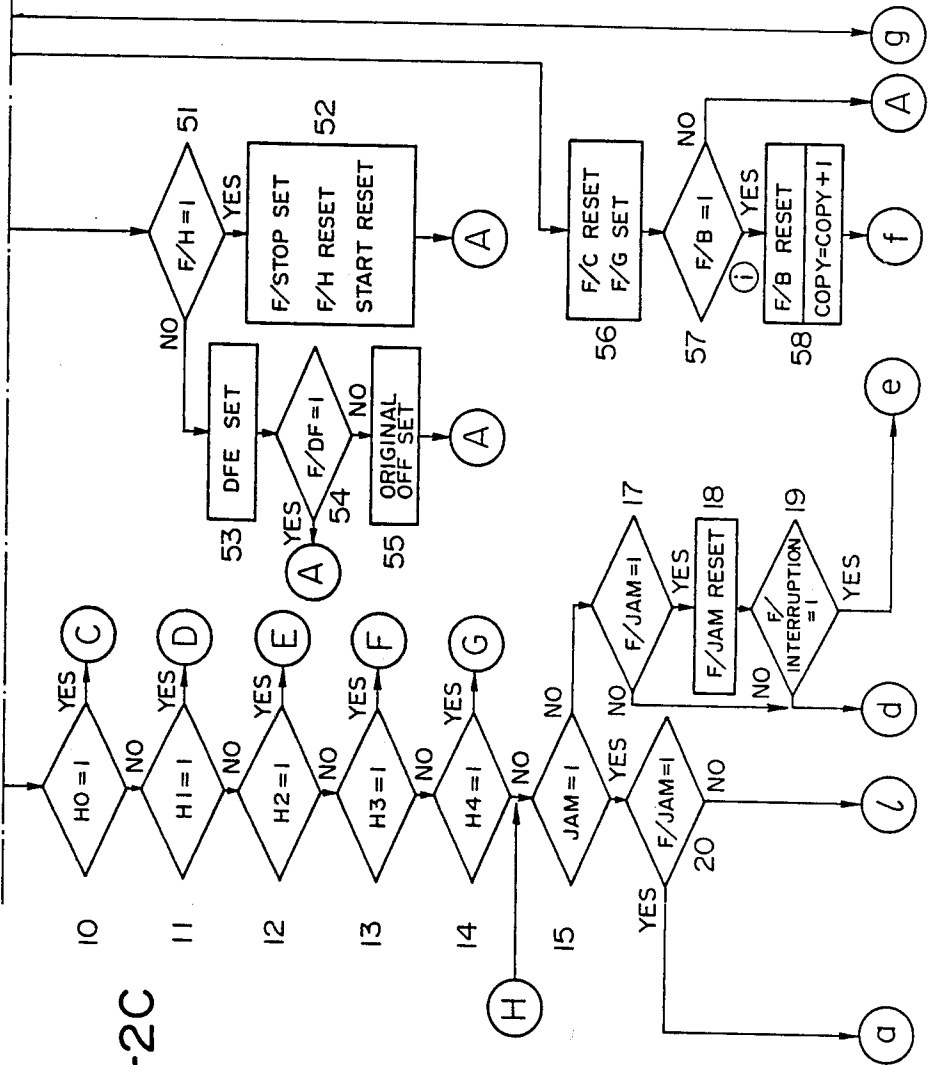 -2C
10
H0=1
YES
C
NO
11
H1=1
YES
D
NO
12
H2=1
YES
E
NO
13
H3=1
YES
F
NO
14
H4=1
YES
G
NO
H
15
JAM=1
NO
YES
F/JAM=1
20
YES
NO
a
l
17
F/JAM=1
NO
YES
F/JAM RESET
18
F/
INTERRUPTION
=1
19
NO
YES
d
e
51
F/H=1
NO
YES
52
F/STOP SET
F/H RESET
START RESET
A
53
DFE SET
54
F/DF=1
YES
NO
A
55
ORIGINAL
OFF SET
A
56
F/C RESET
F/G SET
57
F/B=1
NO
YES
i
58
F/B RESET
COPY=COPY+1
f
A
g